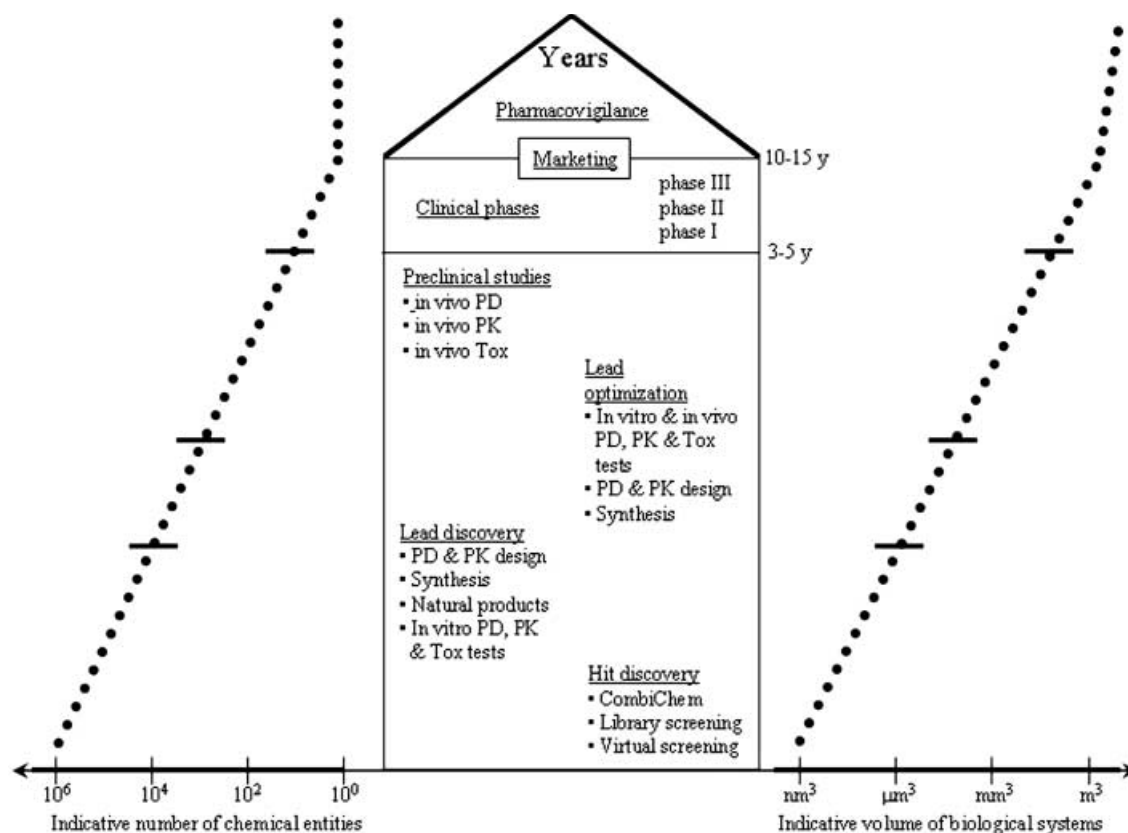 Years
Pharmacovigilance
Marketing
10-15 y
phase III
Clinical phases
phase II
phase I
3-5 y
Preclinical studies
▪ in vivo PD
▪ in vivo PK
▪ in vivo Tox
Lead
optimization
▪ In vitro & in vivo
PD, PK & Tox
tests
▪ PD & PK design
▪ Synthesis
Lead discovery
▪ PD & PK design
▪ Synthesis
▪ Natural products
▪ In vitro PD, PK
& Tox tests
Hit discovery
▪ CombiChem
▪ Library screening
▪ Virtual screening
10⁶ 10⁴ 10² 10⁰
Indicative number of chemical entities
nm³ μm³ mm³ m³
Indicative volume of biological systems